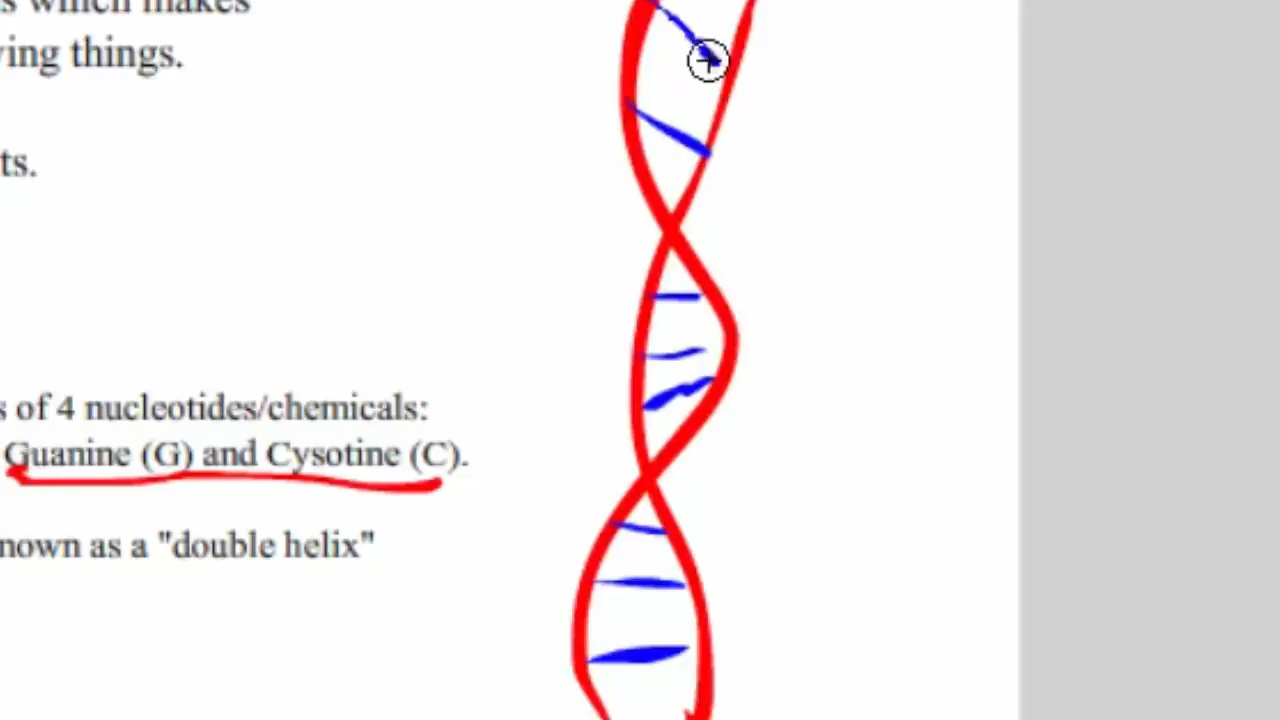 s which makes
ving things.
ts.
s of 4 nucleotides/chemicals:
Guanine (G) and Cysotine (C).
nown as a "double helix"